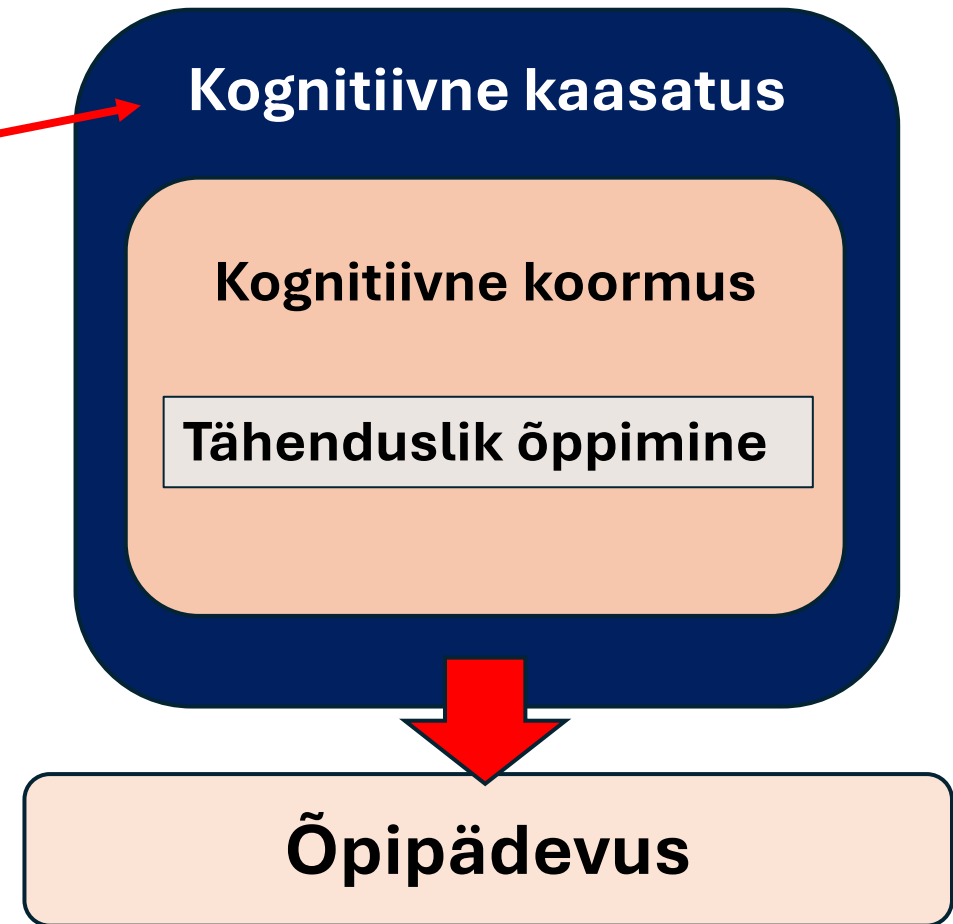 Kognitiivne kaasatus
Kognitiivne koormus
Tähenduslik õppimine
Õpipädevus